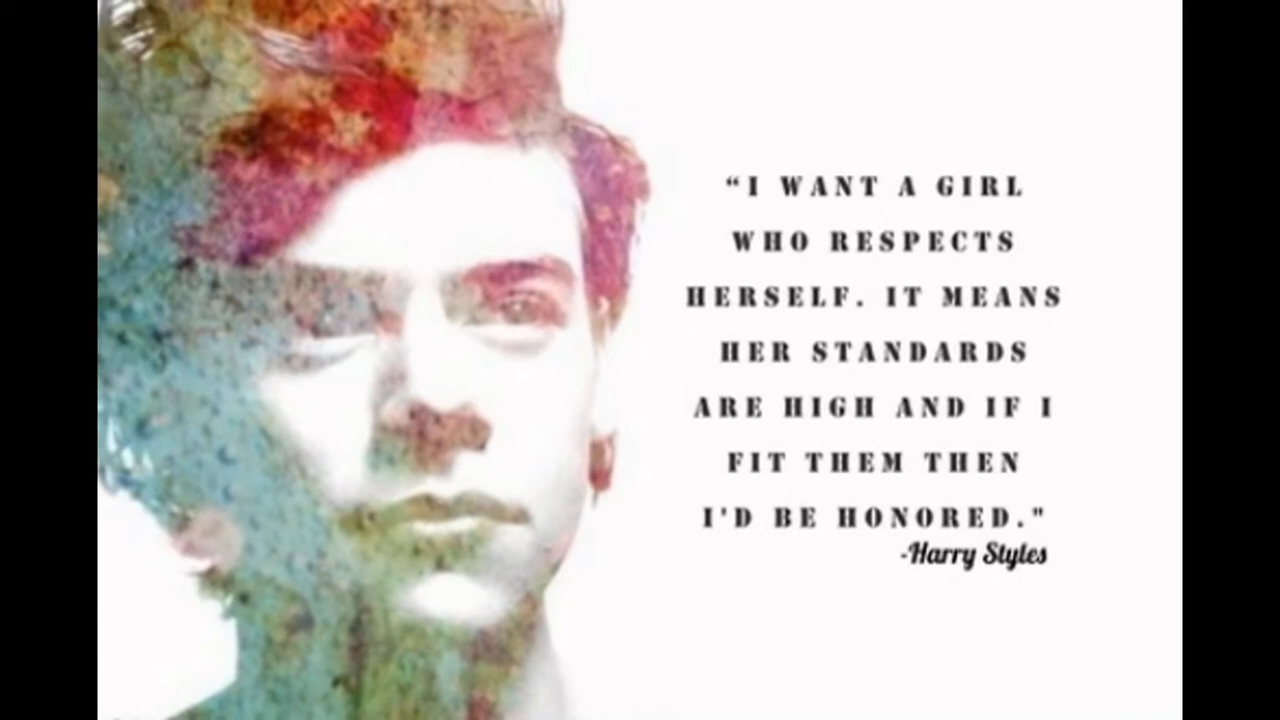 “I WANT A GIRL
WHO RESPECTS
HERSELF. IT MEANS
HER STANDARDS
ARE HIGH AND IF I
FIT THEM THEN
I'D BE HONORED."
-Harry Styles